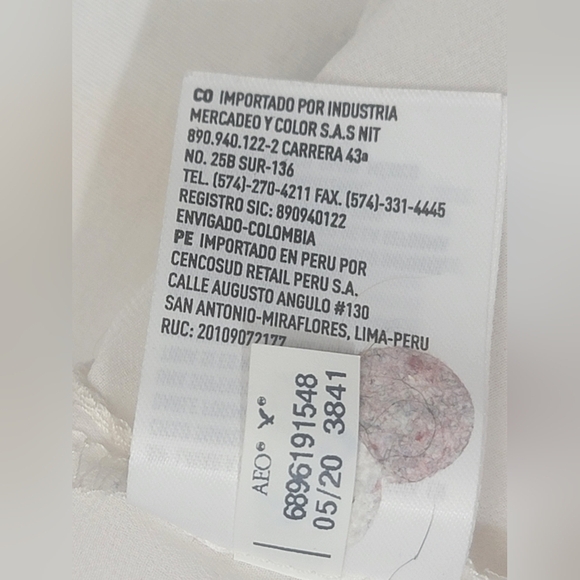 CO IMPORTADO POR INDUSTRIA
MERCADEO Y COLOR S.A.S NIT
890.940.122-2 CARRERA 43ª
NO. 25B SUR-136
TEL. (574)-270-4211 FAX. (574)-331-4445
REGISTRO SIC: 890940122
ENVIGADO-COLOMBIA
PE IMPORTADO EN PERU POR
CENCOSUD RETAIL PERU S.A.
CALLE AUGUSTO ANGULO #130
SAN ANTONIO-MIRAFLORES, LIMA-PERU
RUC: 20109072177
AEO
6896191548
05/20 3841